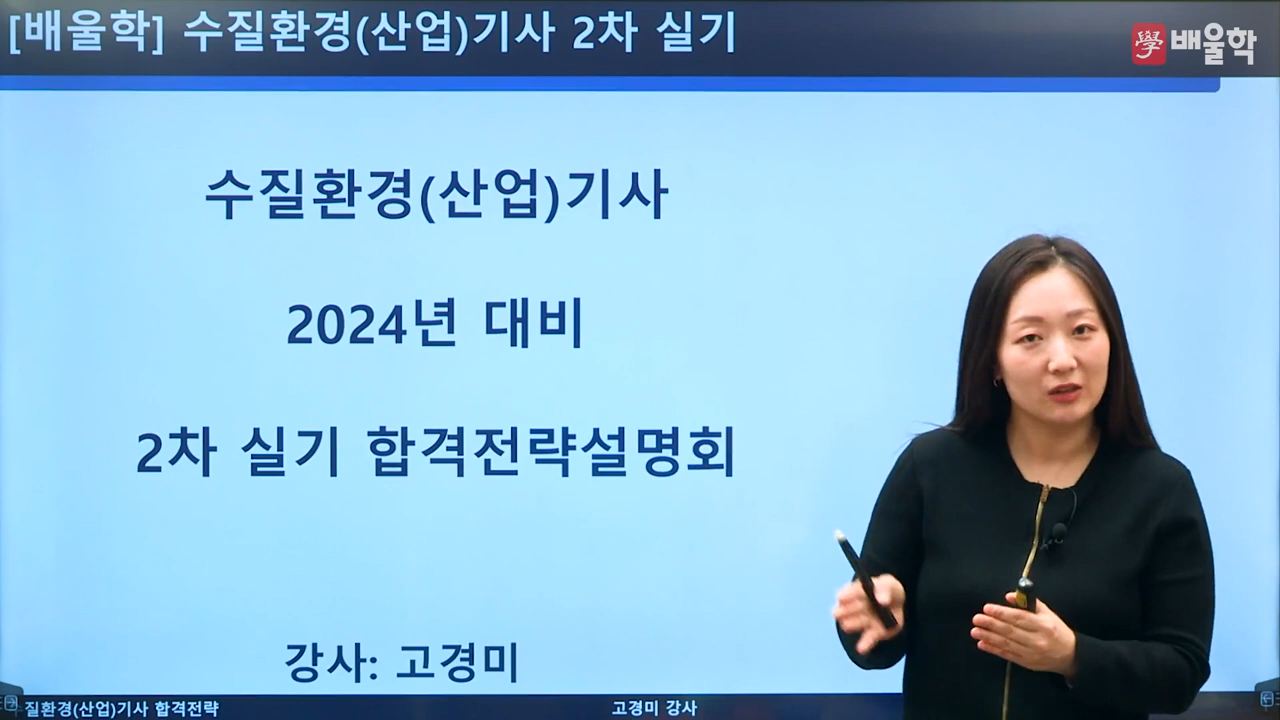 [배울학] 수질환경(산업)기사 2차 실기
學 배울학
수질환경(산업)기사
2024년 대비
2차 실기 합격전략설명회
강사: 고경미
질환경(산업)기사 합격전략
고경미 강사